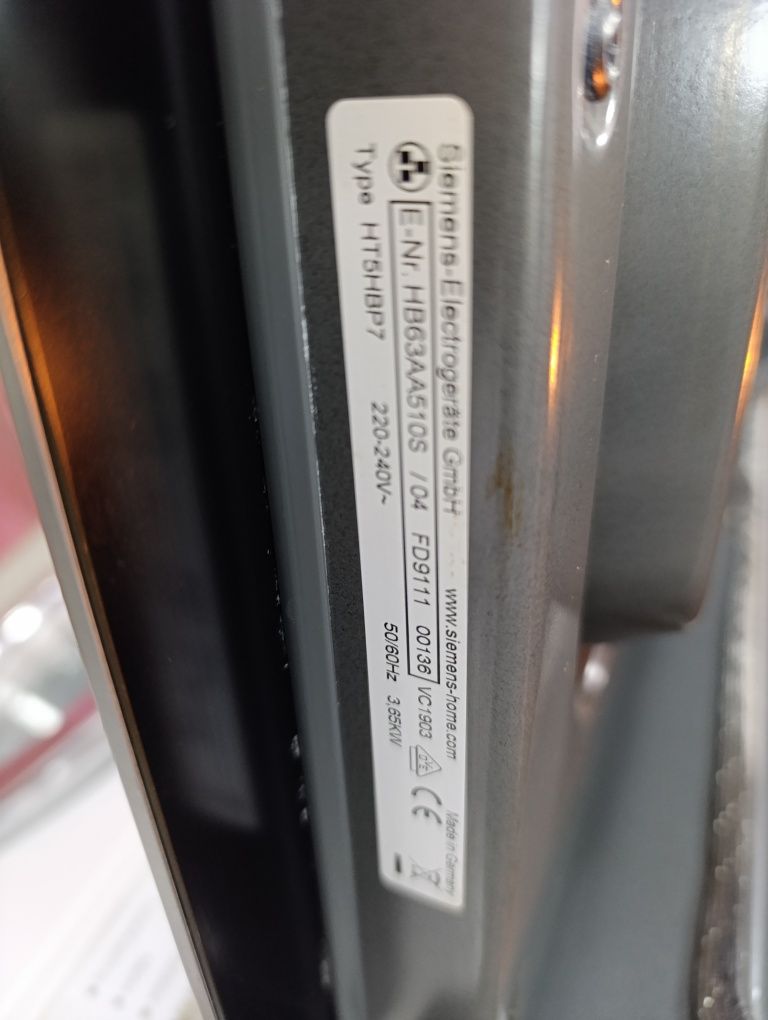 Siemens-Electrogeräte GmbH www.siemens-home.com Made in Germany
E-Nr. HB63AA510S /04 FD9111 00136 VC1903 CE
Type HT5HBP7 220-240V~ 50/60Hz 3,65KW